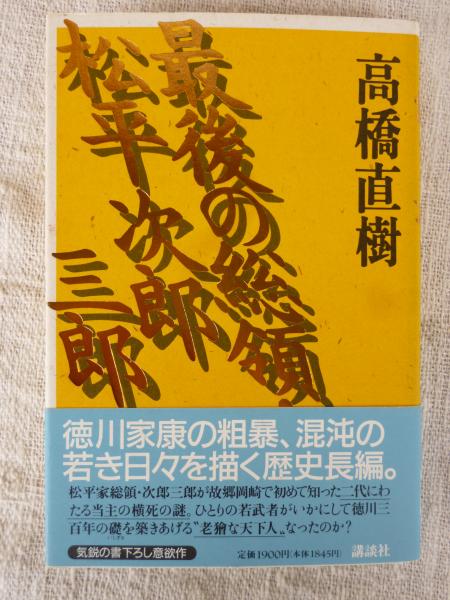 高橋直樹
最後の総領・
松平次郎
三郎
徳川家康の粗暴、混沌の
若き日々を描く歴史長編。
松平家総領・次郎三郎が故郷岡崎で初めて知った二代にわ
たる当主の横死の謎。ひとりの若武者がいかにして徳川三
百年の礎を築きあげる〝老獪な天下人〟なったのか?
いしずえ
気鋭の書下ろし意欲作
定価1900円(本体1845円)
講談社